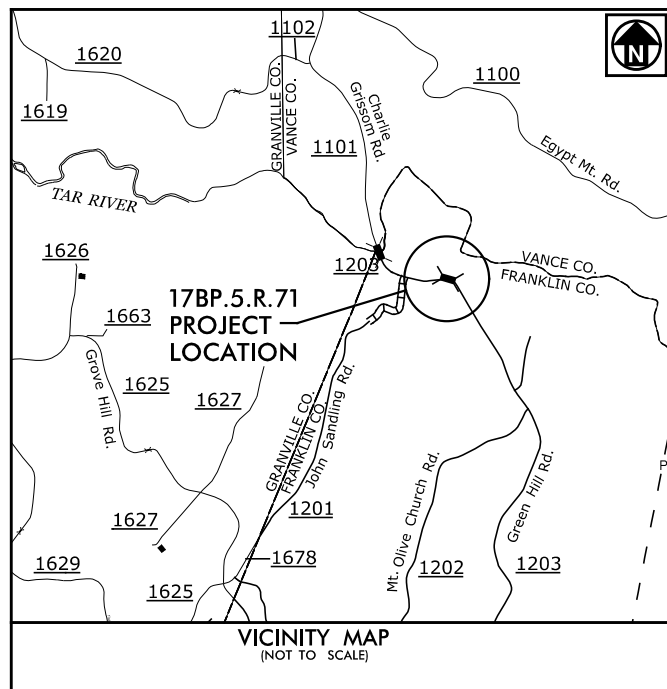 1102
1620
N
1100
1619
GRANVILLE CO.
VANCE CO.
Charlie
Grissom Rd.
1101
Egypt Mt. Rd.
TAR RIVER
1626
1203
VANCE CO.
FRANKLIN CO.
17BP.5.R.71
PROJECT
LOCATION
1663
Grove Hill Rd.
1625
1627
GRANVILLE CO.
FRANKLIN CO.
John Sandling Rd.
Mt. Olive Church Rd.
Green Hill Rd.
P
1201
1627
1629
1625
1678
1202
1203
VICINITY MAP
(NOT TO SCALE)